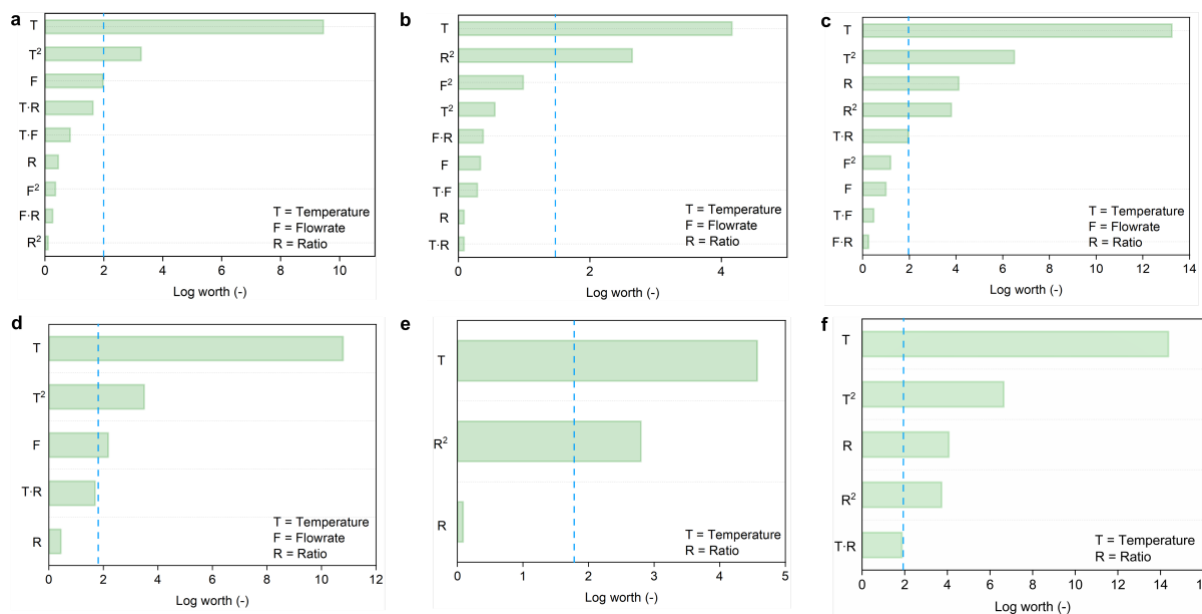 a
T
T²
F
T·R
T·F
R
F²
F·R
R²
T = Temperature
F = Flowrate
R = Ratio
0 2 4 6 8 10
Log worth (-)
b
T
R²
F²
T²
F·R
F
T·F
R
T·R
T = Temperature
F = Flowrate
R = Ratio
0 2 4
Log worth (-)
c
T
T²
R
R²
T·R
F²
F
T·F
F·R
T = Temperature
F = Flowrate
R = Ratio
0 2 4 6 8 10 12 14
Log worth (-)
d
T
T²
F
T·R
R
T = Temperature
F = Flowrate
R = Ratio
0 2 4 6 8 10 12
Log worth (-)
e
T
R²
R
T = Temperature
R = Ratio
0 1 2 3 4 5
Log worth (-)
f
T
T²
R
R²
T·R
T = Temperature
R = Ratio
0 2 4 6 8 10 12 14 16
Log worth (-)